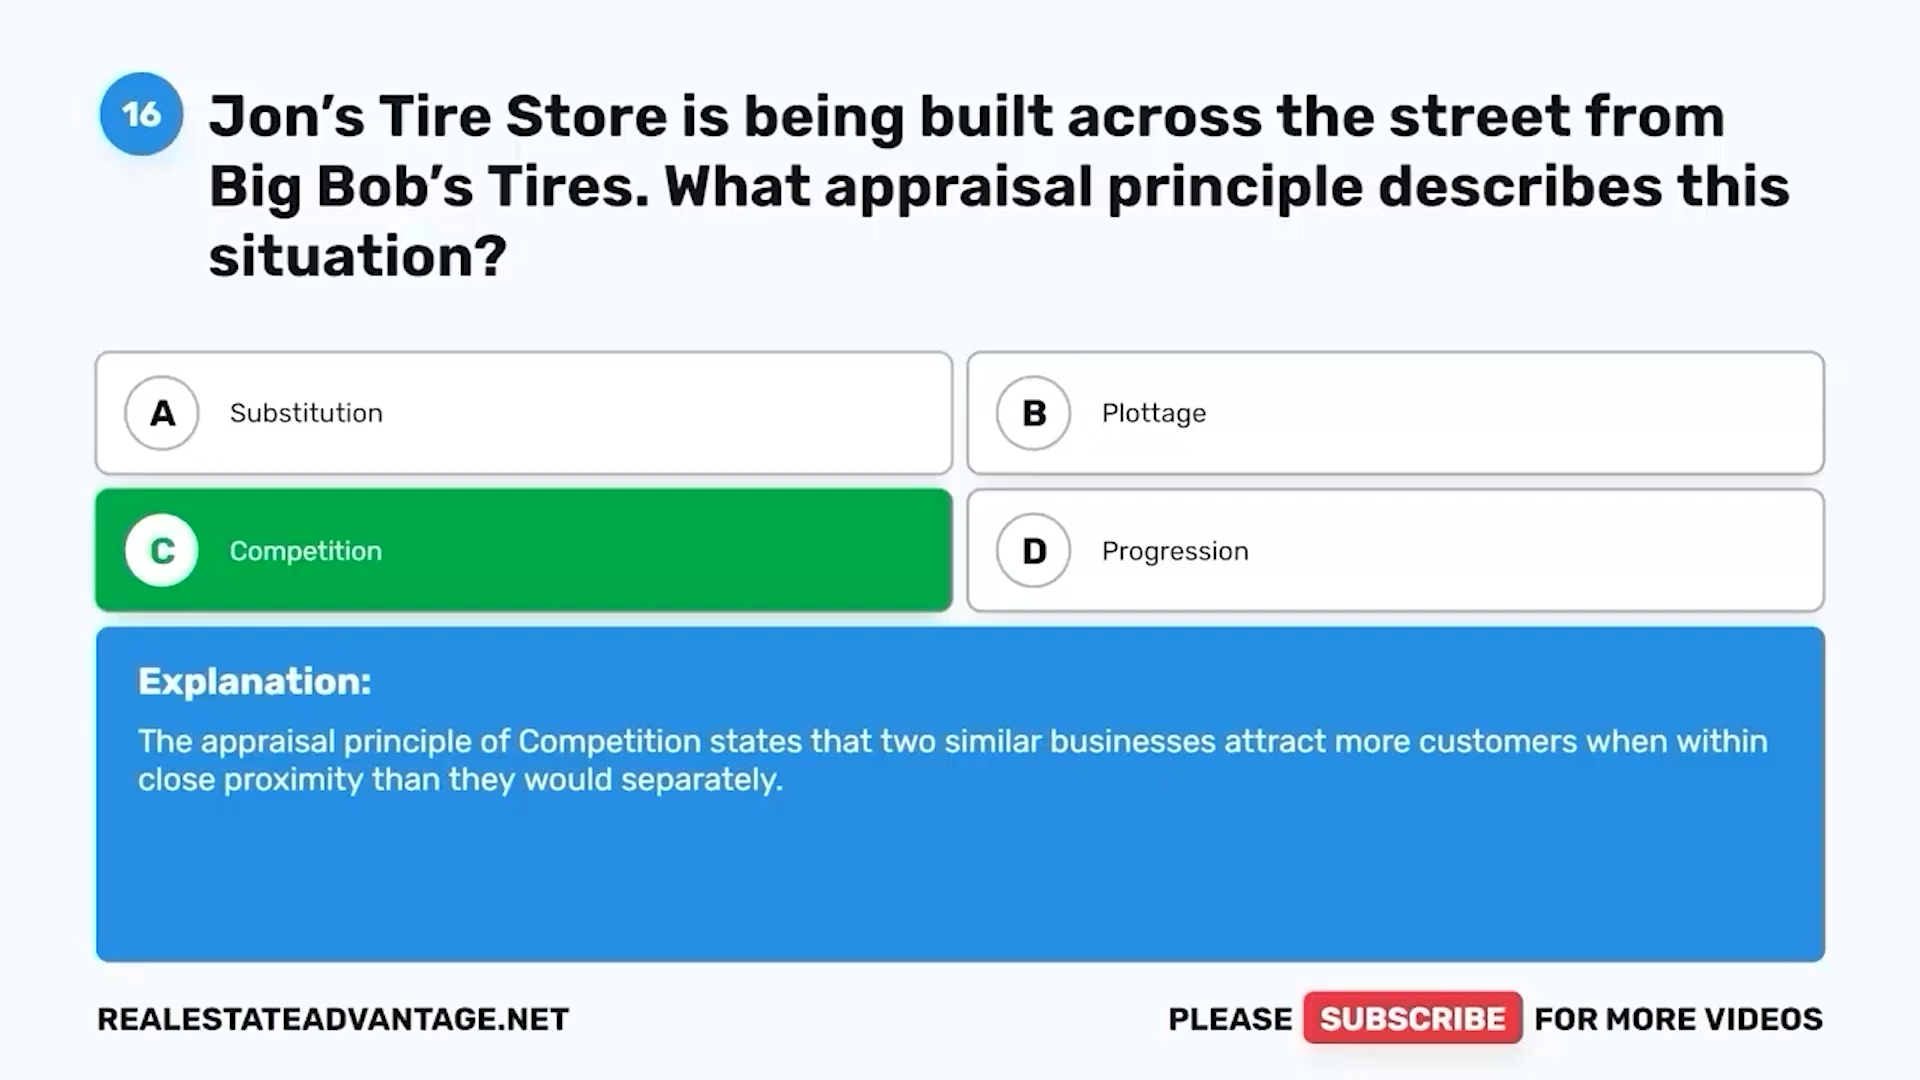 16
Jon’s Tire Store is being built across the street from
Big Bob’s Tires. What appraisal principle describes this
situation?
A Substitution
B Plottage
C Competition
D Progression
Explanation:
The appraisal principle of Competition states that two similar businesses attract more customers when within
close proximity than they would separately.
REALESTATEADVANTAGE.NET
PLEASE SUBSCRIBE FOR MORE VIDEOS